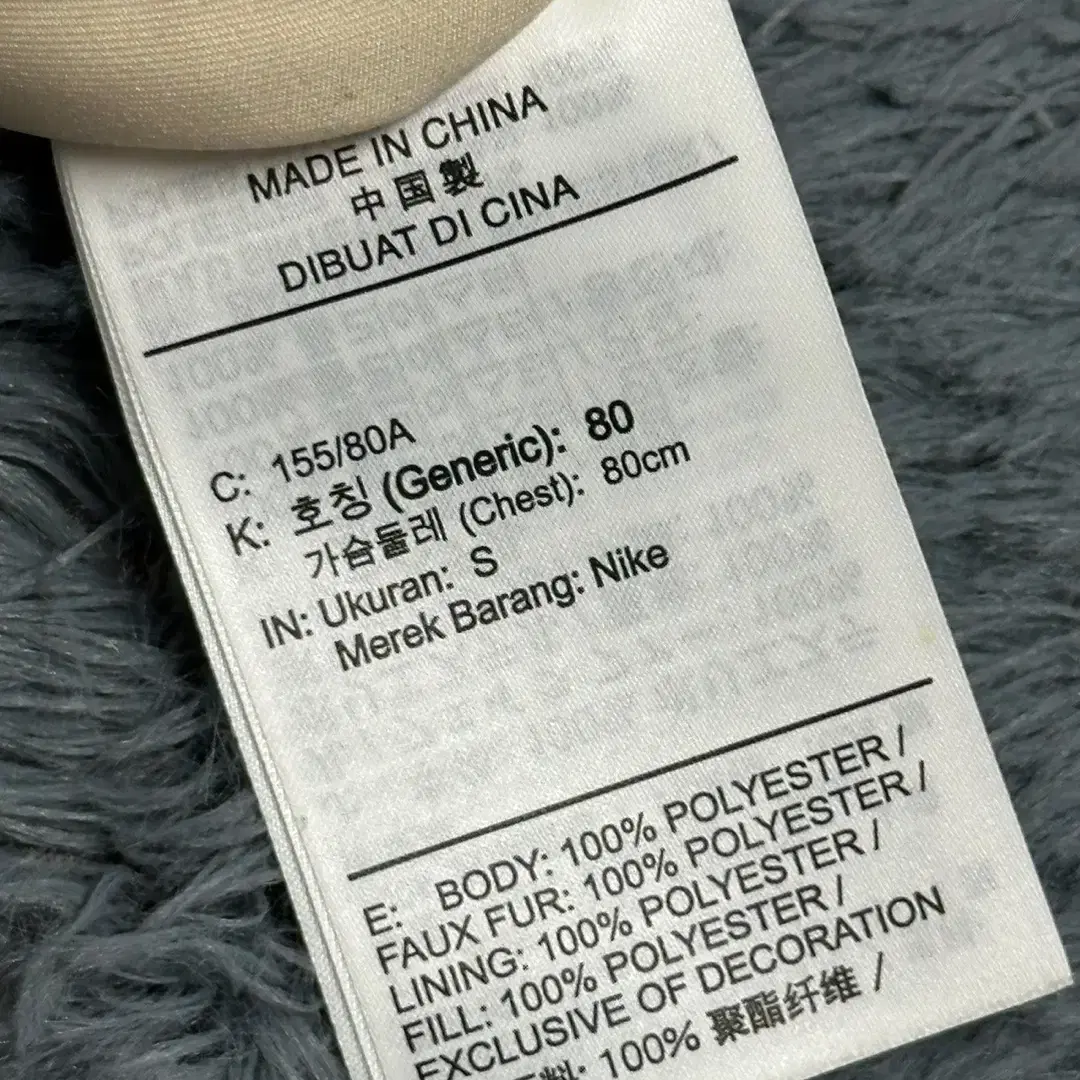 MADE IN CHINA
中国製
DIBUAT DI CINA
C: 155/80A
K: 호칭 (Generic): 80
가슴둘레 (Chest): 80cm
IN: Ukuran: S
Merek Barang: Nike
E: BODY: 100% POLYESTER /
FAUX FUR: 100% POLYESTER /
LINING: 100% POLYESTER /
FILL: 100% POLYESTER /
EXCLUSIVE OF DECORATION
料: 100% 聚酯纤维 /